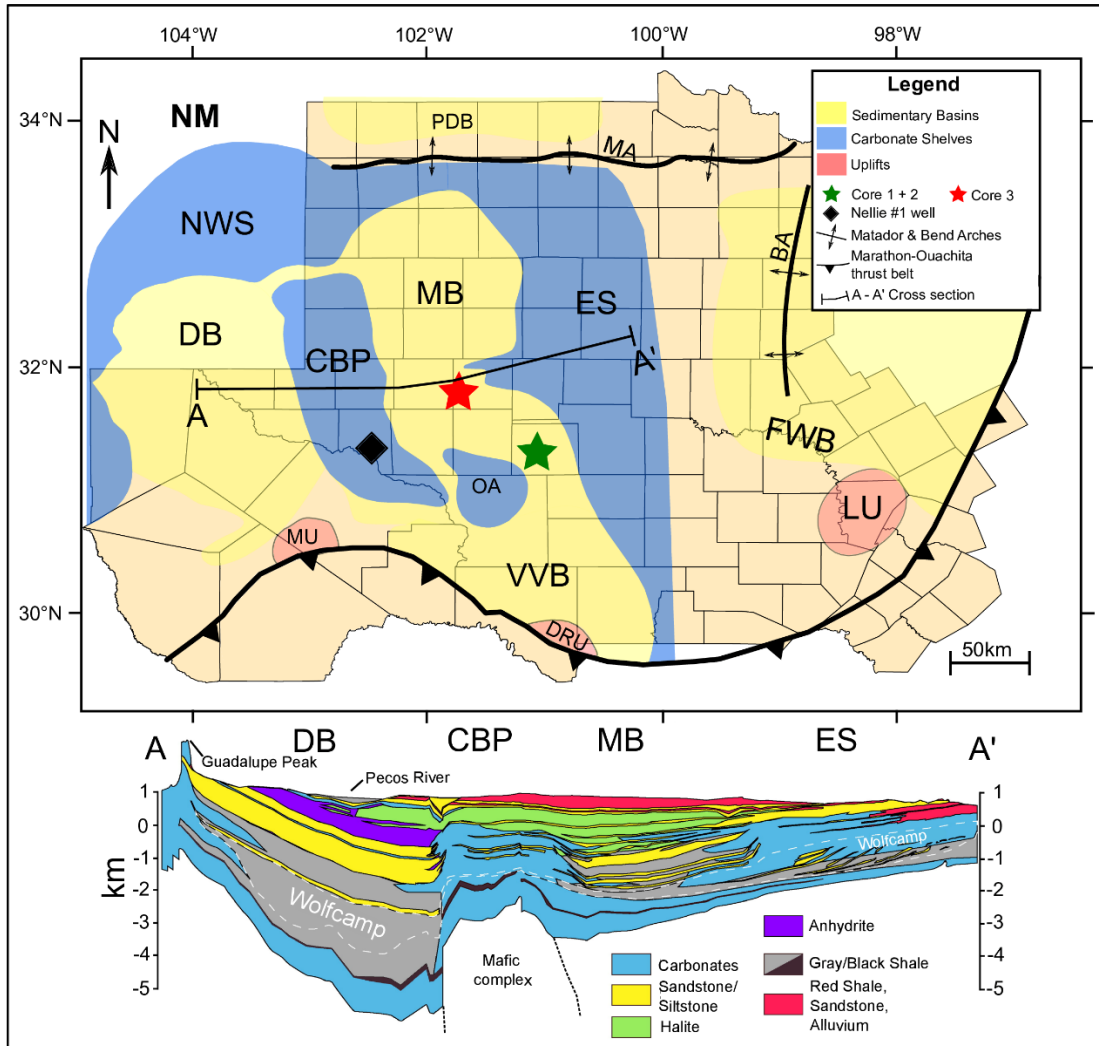 104°W 102°W 100°W 98°W
34°N
32°N
30°N
NM
N
PDB
MA
NWS
BA
MB
ES
DB
CBP
A'
A
FWB
OA
LU
MU
VVB
DRU
50km
Legend
Sedimentary Basins
Carbonate Shelves
Uplifts
Core 1 + 2 Core 3
Nellie #1 well
Matador & Bend Arches
Marathon-Ouachita
thrust belt
A - A' Cross section
A DB CBP MB ES A'
Guadalupe Peak
Pecos River
1 1
0 0
-1 -1
-2 -2
-3 -3
-4 -4
-5 -5
km
Wolfcamp
Wolfcamp
Mafic
complex
Carbonates
Sandstone/
Siltstone
Halite
Anhydrite
Gray/Black Shale
Red Shale,
Sandstone,
Alluvium